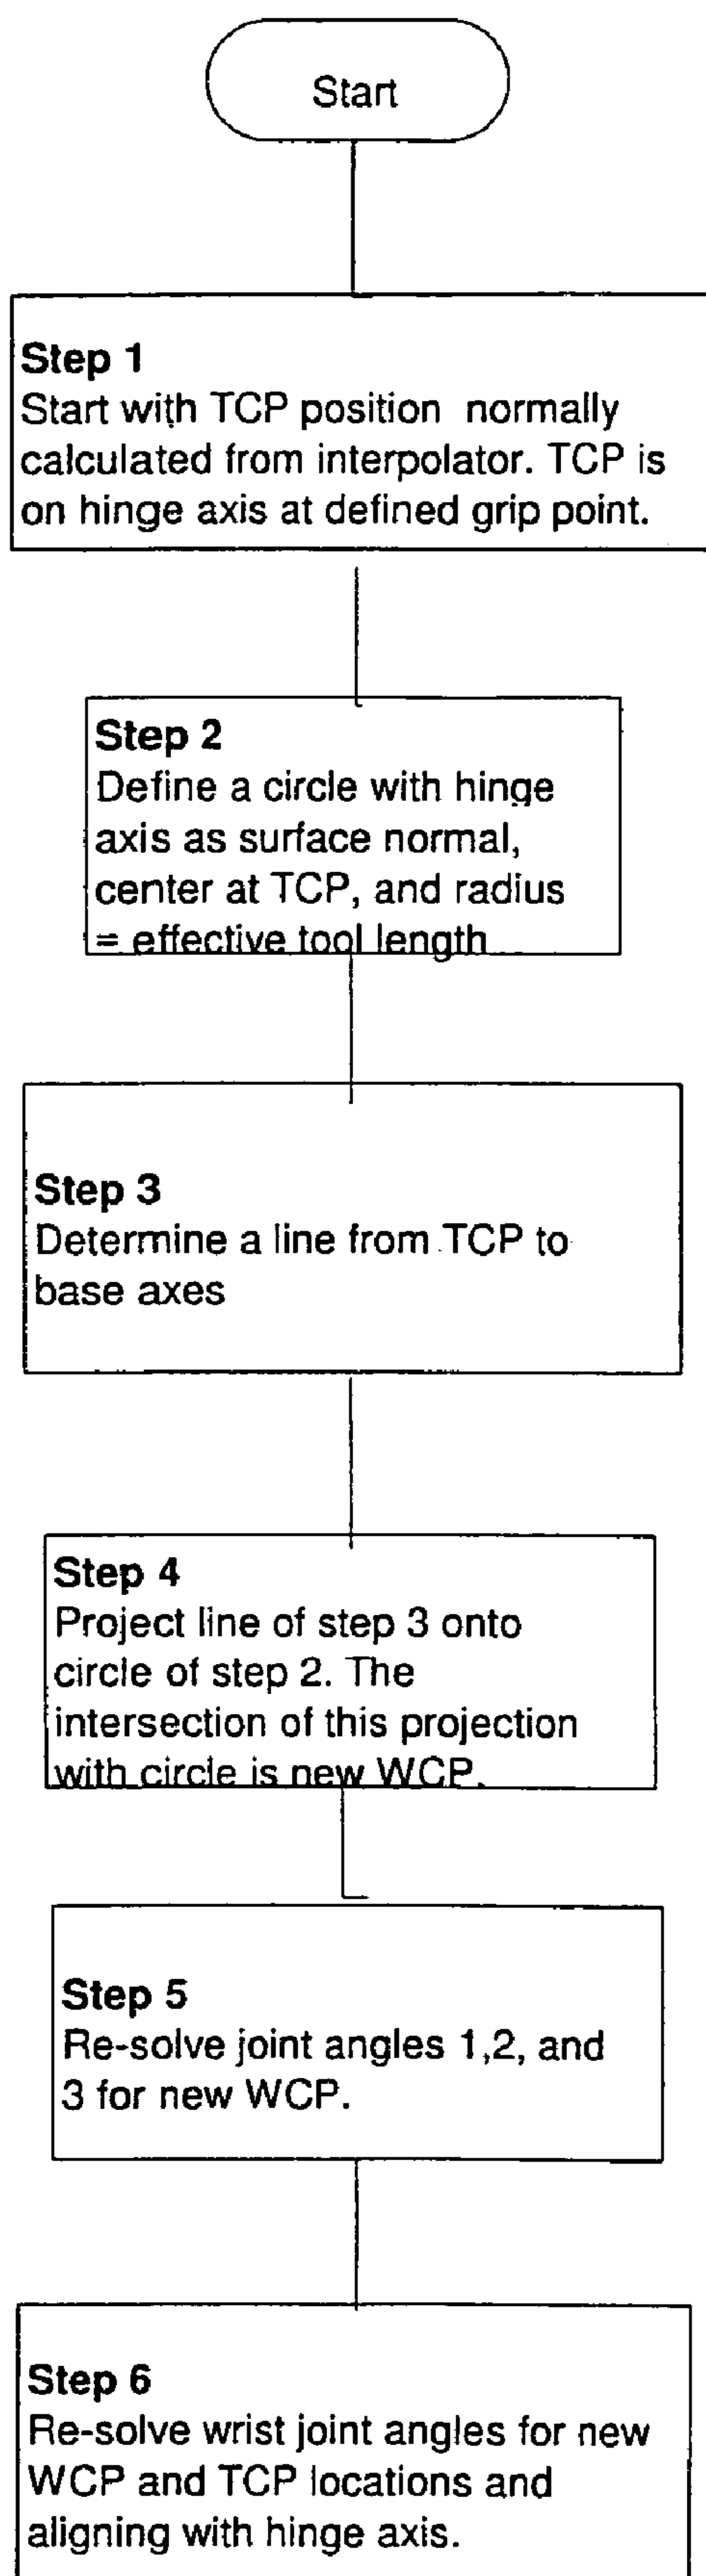 Start
Step 1
Start with TCP position normally
calculated from interpolator. TCP is
on hinge axis at defined grip point.
Step 2
Define a circle with hinge
axis as surface normal,
center at TCP, and radius
= effective tool length
Step 3
Determine a line from TCP to
base axes
Step 4
Project line of step 3 onto
circle of step 2. The
intersection of this projection
with circle is new WCP.
Step 5
Re-solve joint angles 1,2, and
3 for new WCP.
Step 6
Re-solve wrist joint angles for new
WCP and TCP locations and
aligning with hinge axis.